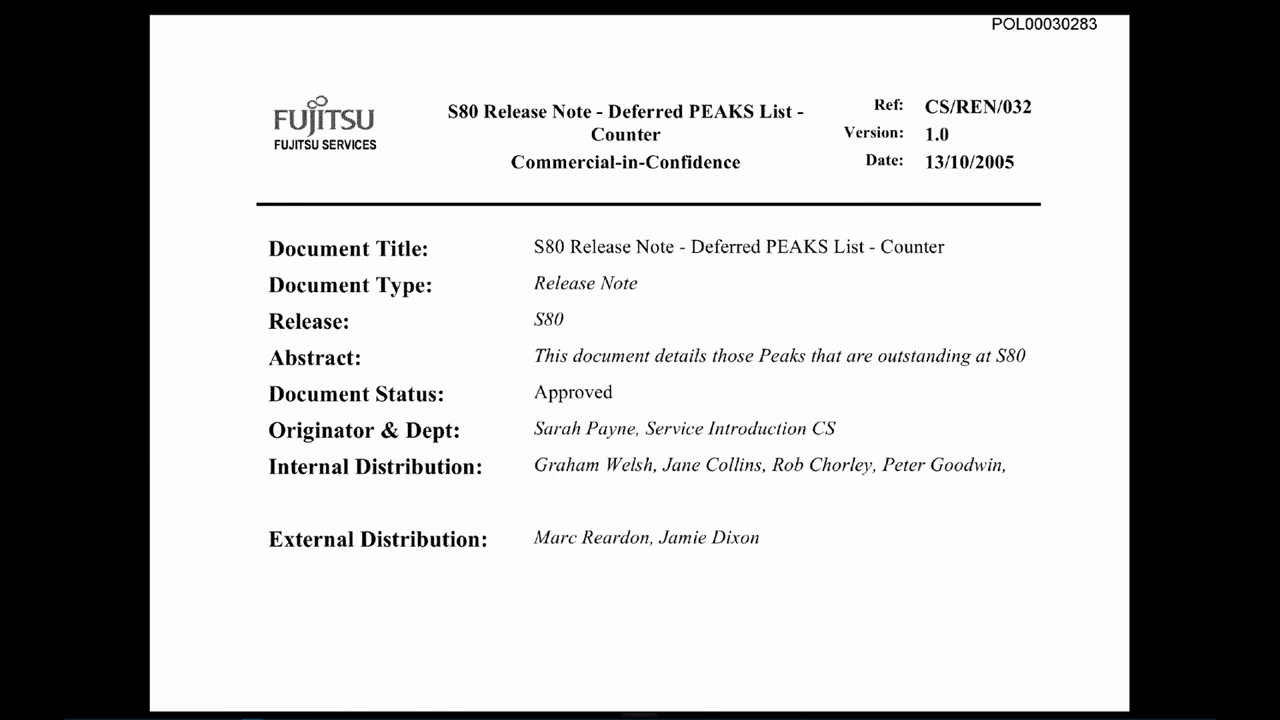 POL00030283
FUJITSU
FUJITSU SERVICES
S80 Release Note - Deferred PEAKS List -
Counter
Commercial-in-Confidence
Ref: CS/REN/032
Version: 1.0
Date: 13/10/2005
Document Title: S80 Release Note - Deferred PEAKS List - Counter
Document Type: Release Note
Release: S80
Abstract: This document details those Peaks that are outstanding at S80
Document Status: Approved
Originator & Dept: Sarah Payne, Service Introduction CS
Internal Distribution: Graham Welsh, Jane Collins, Rob Chorley, Peter Goodwin,
External Distribution: Marc Reardon, Jamie Dixon